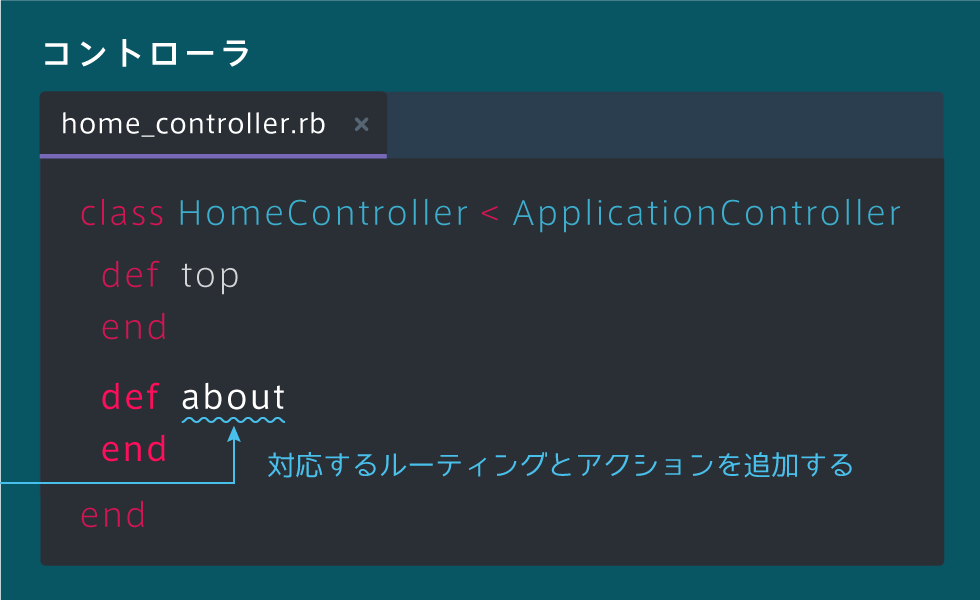 コントローラ
home_controller.rb ×
class HomeController < ApplicationController
def top
end
def about
end
対応するルーティングとアクションを追加する
end